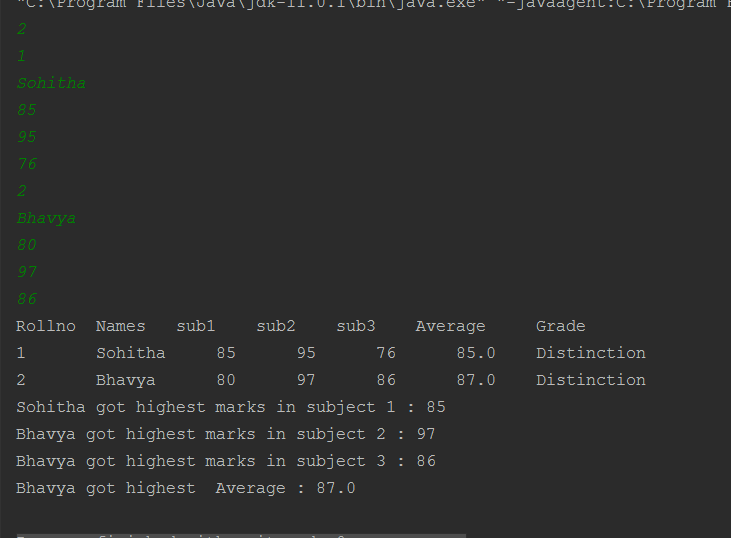 "C:\Program Files\Java\jdk-11.0.1\bin\java.exe" "-javaagent:C:\Program
2
1
Sohitha
85
95
76
2
Bhavya
80
97
86
Rollno  Names   sub1    sub2    sub3    Average     Grade
1       Sohitha     85      95      76      85.0    Distinction
2       Bhavya      80      97      86      87.0    Distinction
Sohitha got highest marks in subject 1 : 85
Bhavya got highest marks in subject 2 : 97
Bhavya got highest marks in subject 3 : 86
Bhavya got highest  Average : 87.0